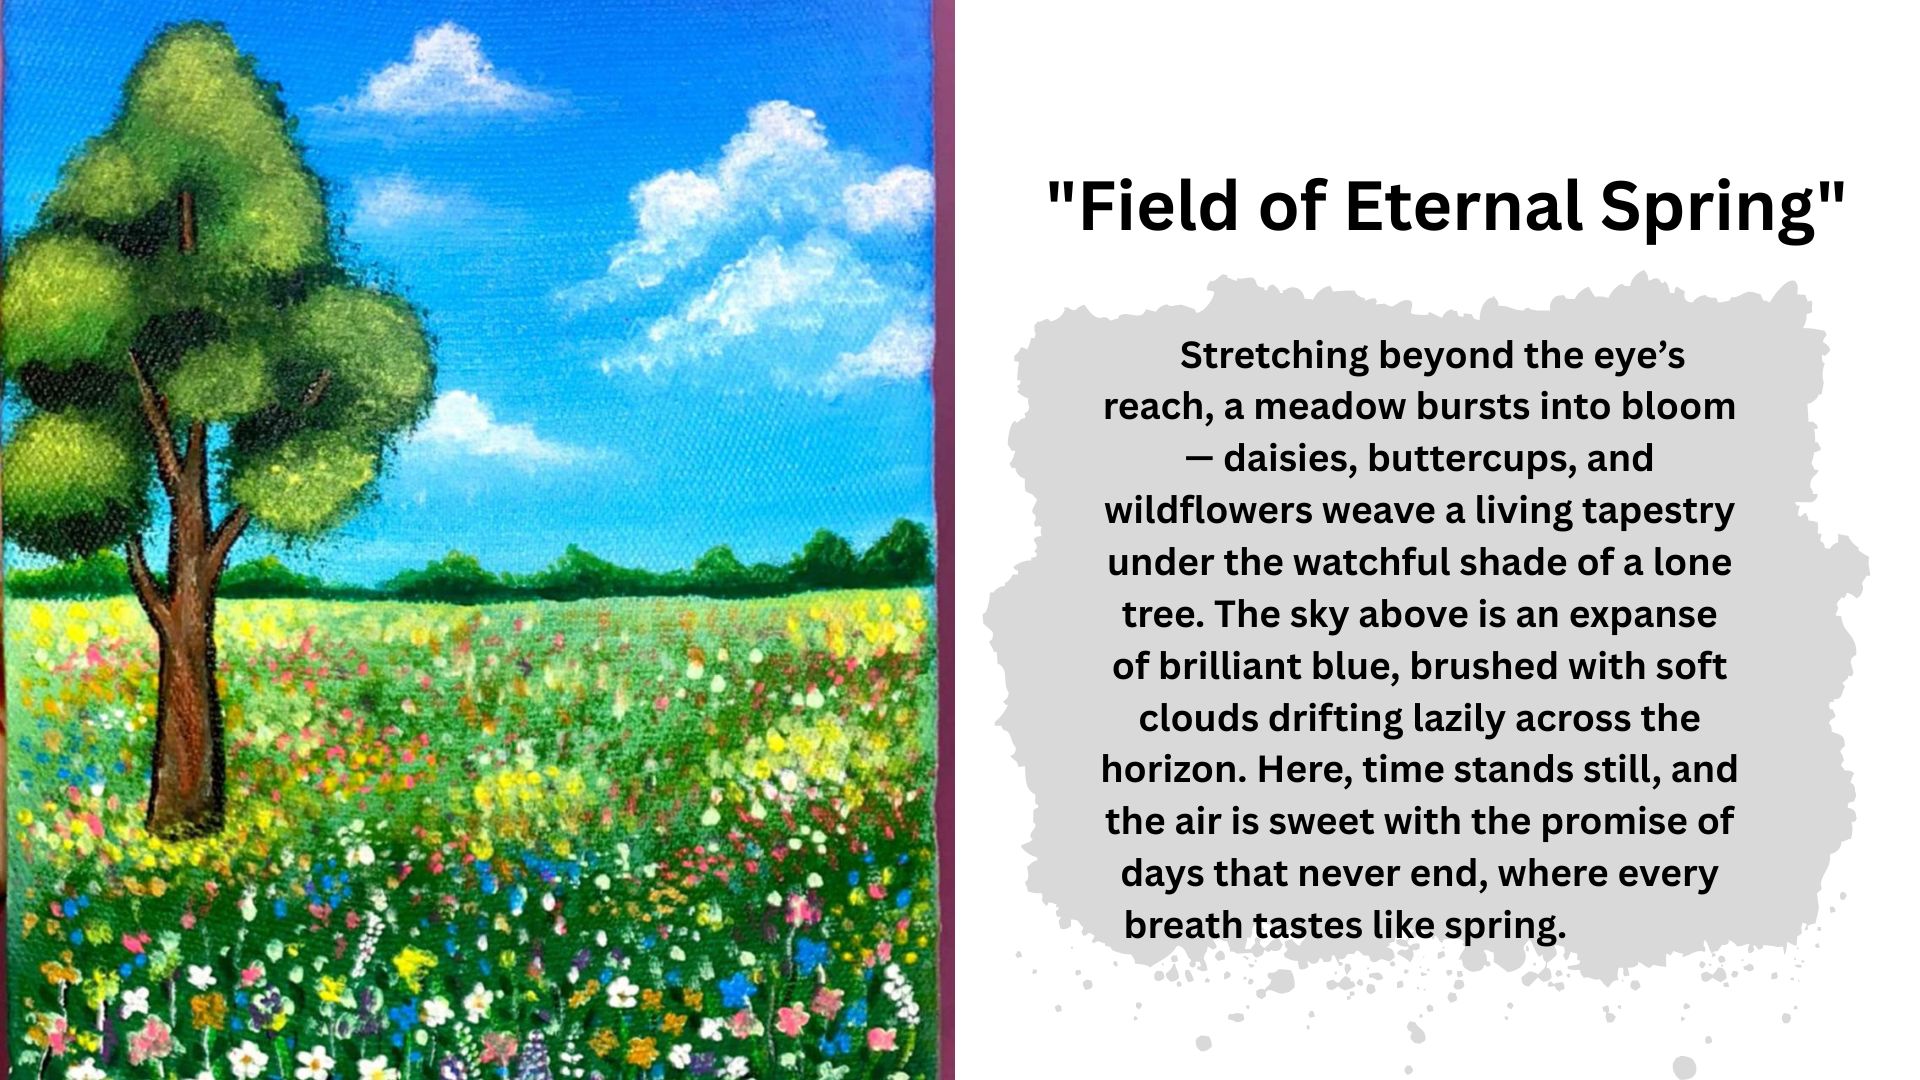 "Field of Eternal Spring"
Stretching beyond the eye’s
reach, a meadow bursts into bloom
— daisies, buttercups, and
wildflowers weave a living tapestry
under the watchful shade of a lone
tree. The sky above is an expanse
of brilliant blue, brushed with soft
clouds drifting lazily across the
horizon. Here, time stands still, and
the air is sweet with the promise of
days that never end, where every
breath tastes like spring.